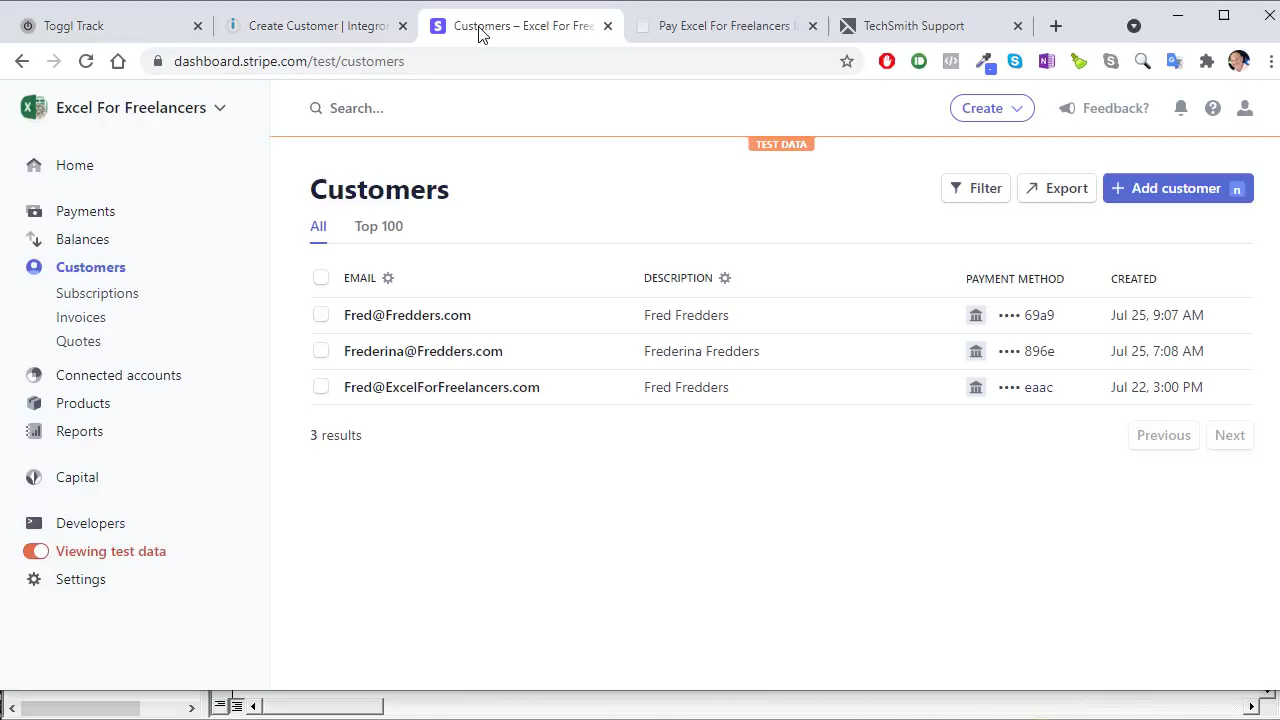 Toggl Track
Create Customer | Integror
Customers – Excel For Free
Pay Excel For Freelancers I
TechSmith Support
dashboard.stripe.com/test/customers
Excel For Freelancers
Search...
Create
Feedback?
TEST DATA
Home
Payments
Balances
Customers
Subscriptions
Invoices
Quotes
Connected accounts
Products
Reports
Capital
Developers
Viewing test data
Settings
Customers
Filter
Export
Add customer n
All Top 100
EMAIL DESCRIPTION PAYMENT METHOD CREATED
Fred@Fredders.com Fred Fredders •••• 69a9 Jul 25, 9:07 AM
Frederina@Fredders.com Frederina Fredders •••• 896e Jul 25, 7:08 AM
Fred@ExcelForFreelancers.com Fred Fredders •••• eaac Jul 22, 3:00 PM
3 results
Previous Next